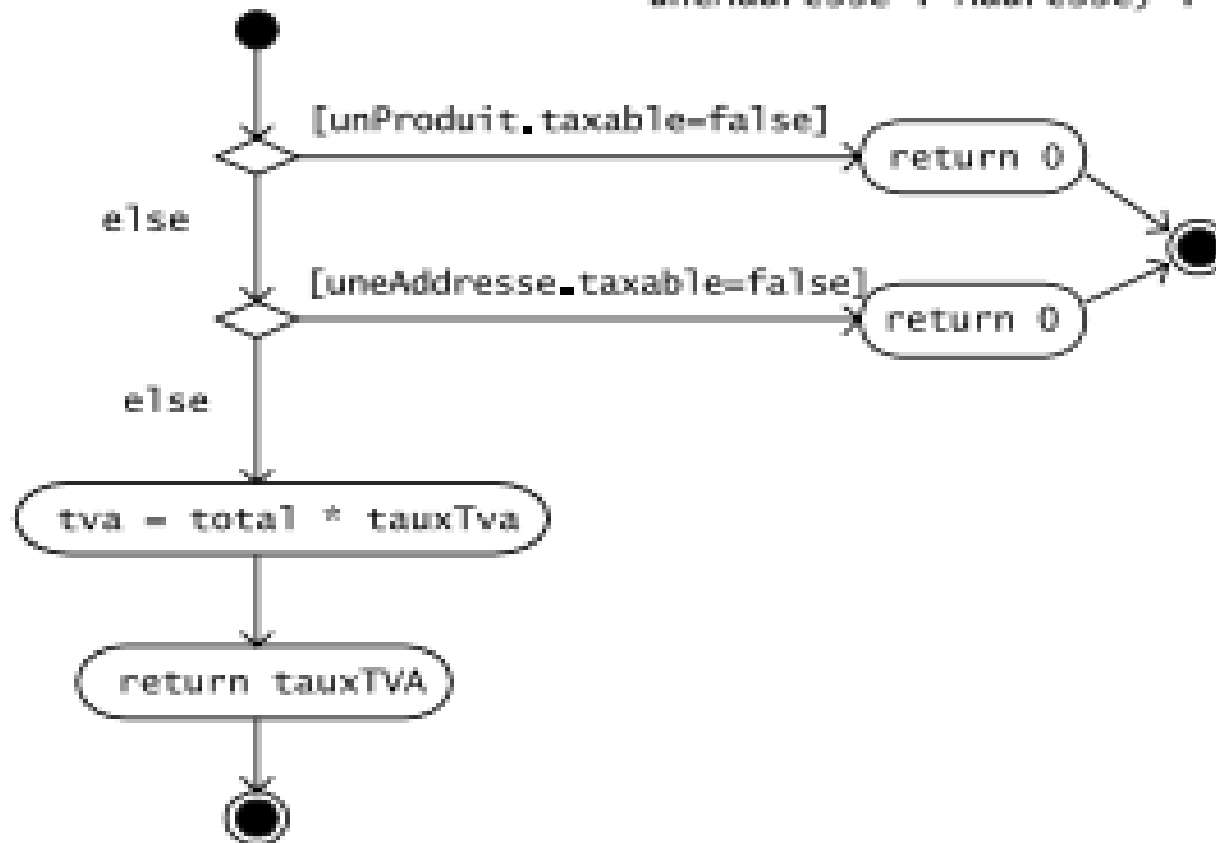 [unProduit.taxable=false]
return 0
else
[uneAddresse.taxable=false]
return 0
else
tva = total * tauxTva
return tauxTVA